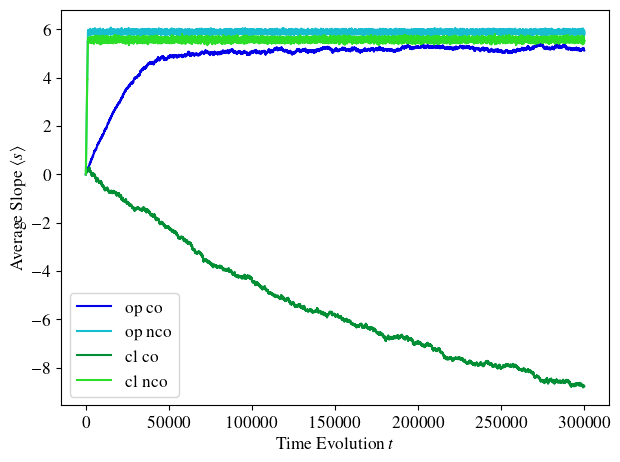 6
4
2
0
−2
−4
−6
−8
Average Slope ⟨s⟩
op co
op nco
cl co
cl nco
0 50000 100000 150000 200000 250000 300000
Time Evolution t